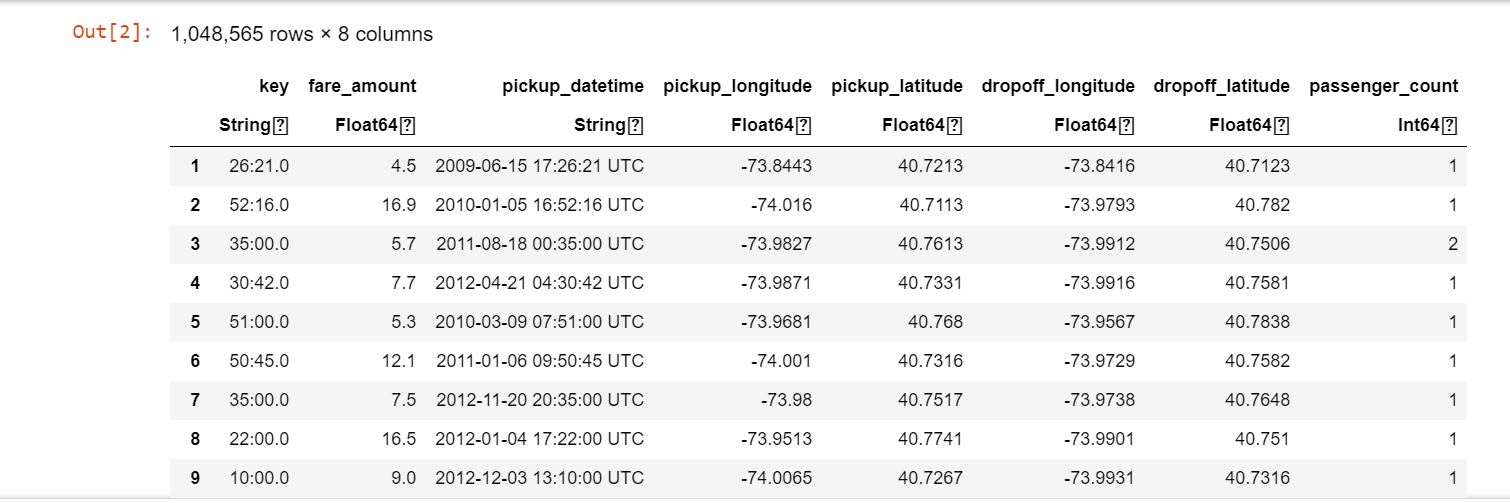 Out[2]: 1,048,565 rows × 8 columns
key fare_amount pickup_datetime pickup_longitude pickup_latitude dropoff_longitude dropoff_latitude passenger_count
String⍰ Float64⍰ String⍰ Float64⍰ Float64⍰ Float64⍰ Float64⍰ Int64⍰
1 26:21.0 4.5 2009-06-15 17:26:21 UTC -73.8443 40.7213 -73.8416 40.7123 1
2 52:16.0 16.9 2010-01-05 16:52:16 UTC -74.016 40.7113 -73.9793 40.782 1
3 35:00.0 5.7 2011-08-18 00:35:00 UTC -73.9827 40.7613 -73.9912 40.7506 2
4 30:42.0 7.7 2012-04-21 04:30:42 UTC -73.9871 40.7331 -73.9916 40.7581 1
5 51:00.0 5.3 2010-03-09 07:51:00 UTC -73.9681 40.768 -73.9567 40.7838 1
6 50:45.0 12.1 2011-01-06 09:50:45 UTC -74.001 40.7316 -73.9729 40.7582 1
7 35:00.0 7.5 2012-11-20 20:35:00 UTC -73.98 40.7517 -73.9738 40.7648 1
8 22:00.0 16.5 2012-01-04 17:22:00 UTC -73.9513 40.7741 -73.9901 40.751 1
9 10:00.0 9.0 2012-12-03 13:10:00 UTC -74.0065 40.7267 -73.9931 40.7316 1